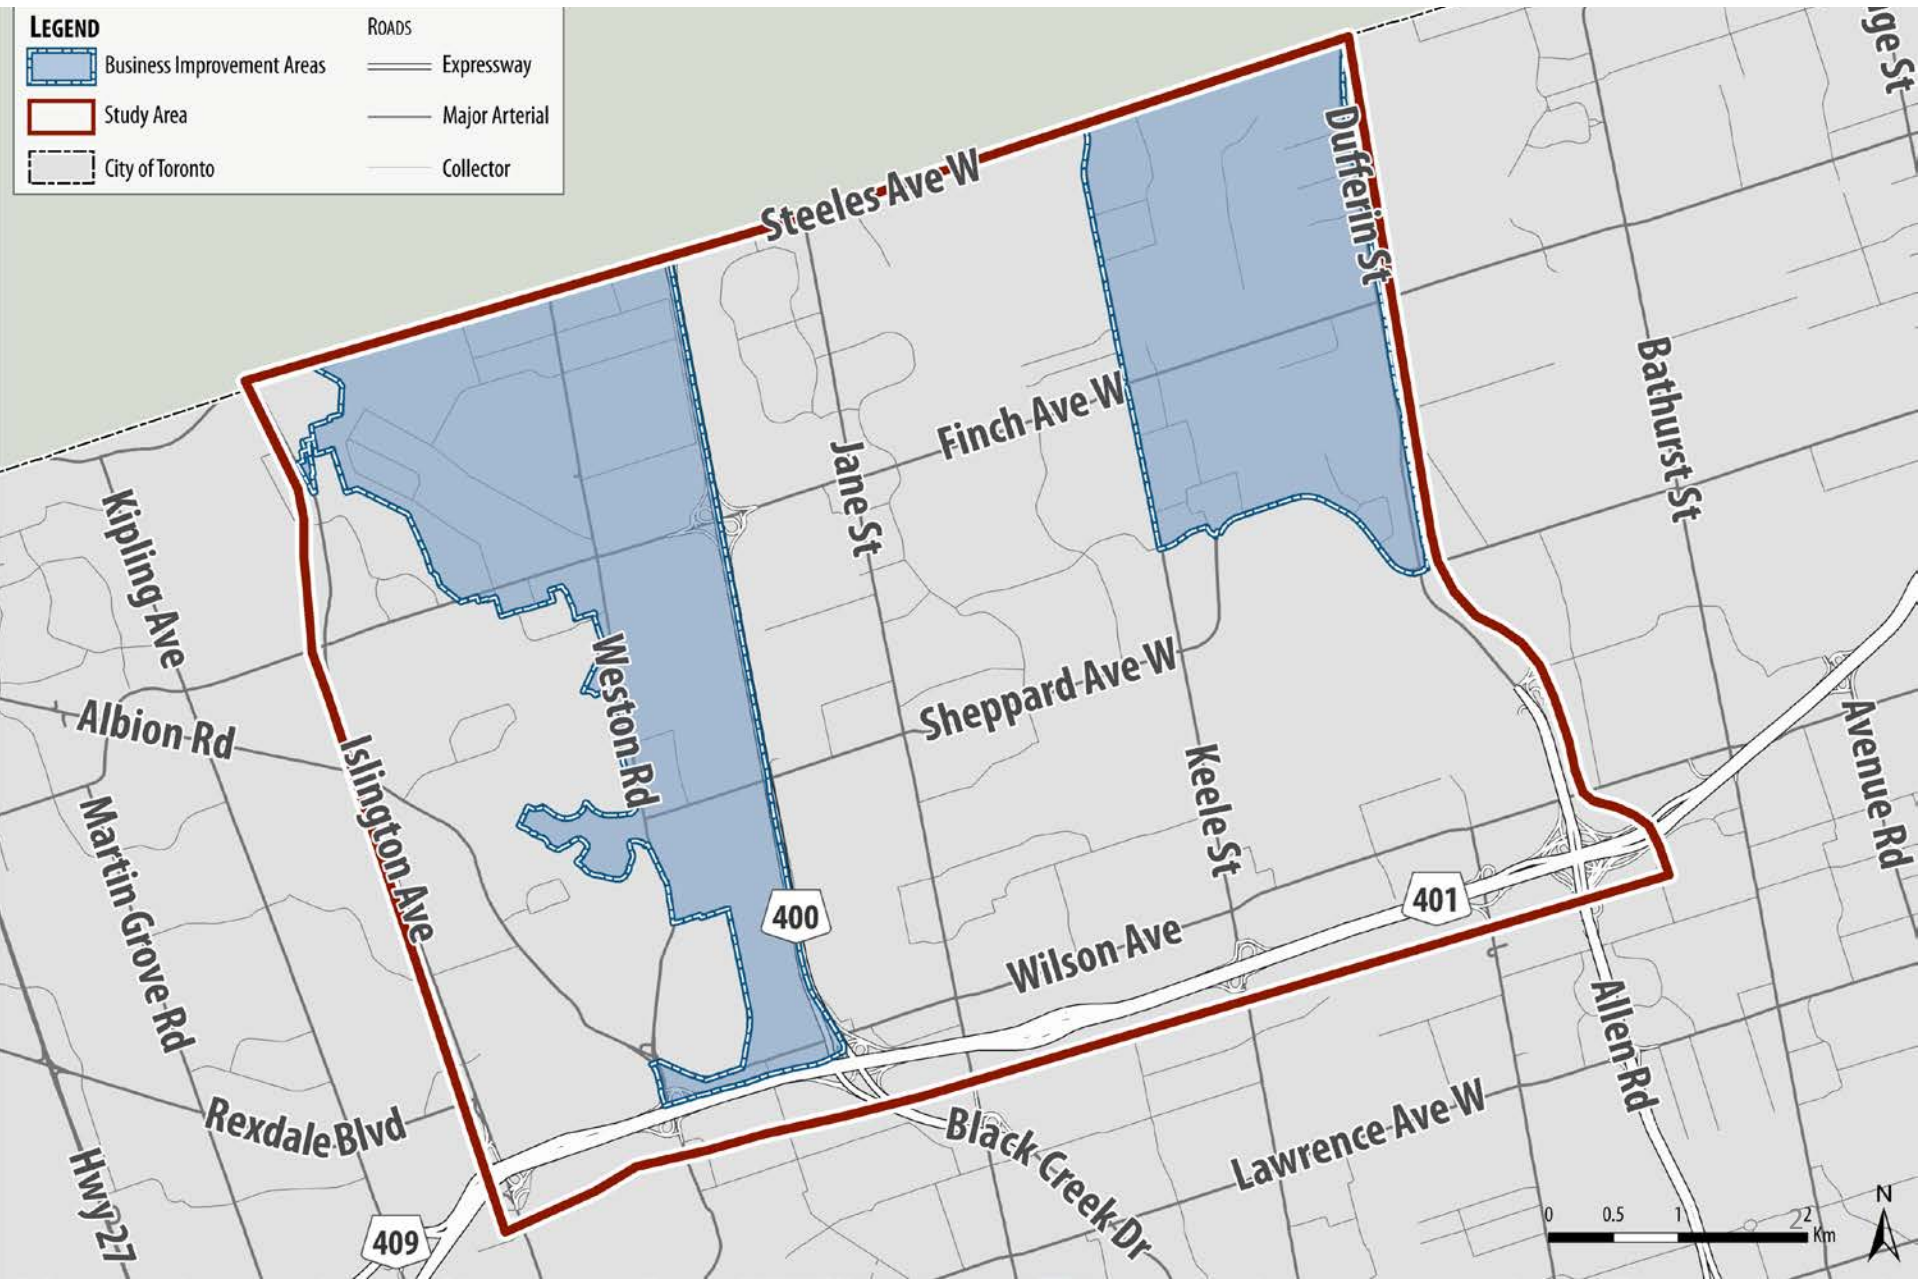 LEGEND
ROADS
Business Improvement Areas
Expressway
Study Area
Major Arterial
City of Toronto
Collector
Steeles Ave W
Dufferin St
Finch Ave W
Jane St
Bathurst St
Kipling Ave
Albion Rd
Weston Rd
Sheppard Ave W
Islington Ave
Keele St
Avenue Rd
Martin Grove Rd
400
401
Wilson Ave
Allen Rd
Rexdale Blvd
Black Creek Dr
Lawrence Ave W
Hwy 27
409
N
0 0.5 1 2
2
Km